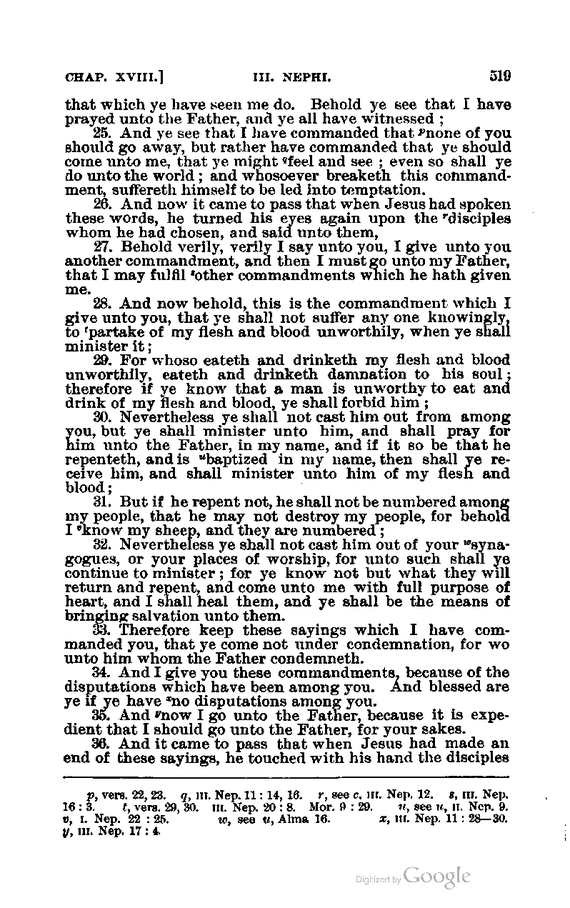 CHAP. XVIII.] III. NEPHI. 519
that which ye have seen me do. Behold ye see that I have
prayed unto the Father, and ye all have witnessed ;
25. And ye see that I have commanded that ᵖnone of you
should go away, but rather have commanded that ye should
come unto me, that ye might ᑫfeel and see ; even so shall ye
do unto the world ; and whosoever breaketh this command-
ment, suffereth himself to be led into temptation.
26. And now it came to pass that when Jesus had spoken
these words, he turned his eyes again upon the ʳdisciples
whom he had chosen, and said unto them,
27. Behold verily, verily I say unto you, I give unto you
another commandment, and then I must go unto my Father,
that I may fulfil ˢother commandments which he hath given
me.
28. And now behold, this is the commandment which I
give unto you, that ye shall not suffer any one knowingly,
to ᵗpartake of my flesh and blood unworthily, when ye shall
minister it ;
29. For whoso eateth and drinketh my flesh and blood
unworthily, eateth and drinketh damnation to his soul ;
therefore if ye know that a man is unworthy to eat and
drink of my flesh and blood, ye shall forbid him ;
30. Nevertheless ye shall not cast him out from among
you, but ye shall minister unto him, and shall pray for
him unto the Father, in my name, and if it so be that he
repenteth, and is ᵘbaptized in my name, then shall ye re-
ceive him, and shall minister unto him of my flesh and
blood ;
31. But if he repent not, he shall not be numbered among
my people, that he may not destroy my people, for behold
I ᵛknow my sheep, and they are numbered ;
32. Nevertheless ye shall not cast him out of your ʷsyna-
gogues, or your places of worship, for unto such shall ye
continue to minister ; for ye know not but what they will
return and repent, and come unto me with full purpose of
heart, and I shall heal them, and ye shall be the means of
bringing salvation unto them.
33. Therefore keep these sayings which I have com-
manded you, that ye come not under condemnation, for wo
unto him whom the Father condemneth.
34. And I give you these commandments, because of the
disputations which have been among you. And blessed are
ye if ye have ˣno disputations among you.
35. And ʸnow I go unto the Father, because it is expe-
dient that I should go unto the Father, for your sakes.
36. And it came to pass that when Jesus had made an
end of these sayings, he touched with his hand the disciples
p, vers. 22, 23. q, III. Nep. 11 : 14, 16. r, see c, III. Nep. 12. s, III. Nep.
16 : 3. t, vers. 29, 30. III. Nep. 20 : 8. Mor. 9 : 29. u, see u, II. Nep. 9.
v, I. Nep. 22 : 25. w, see u, Alma 16. x, III. Nep. 11 : 28—30.
y, III. Nep. 17 : 4.
Digitized by Google